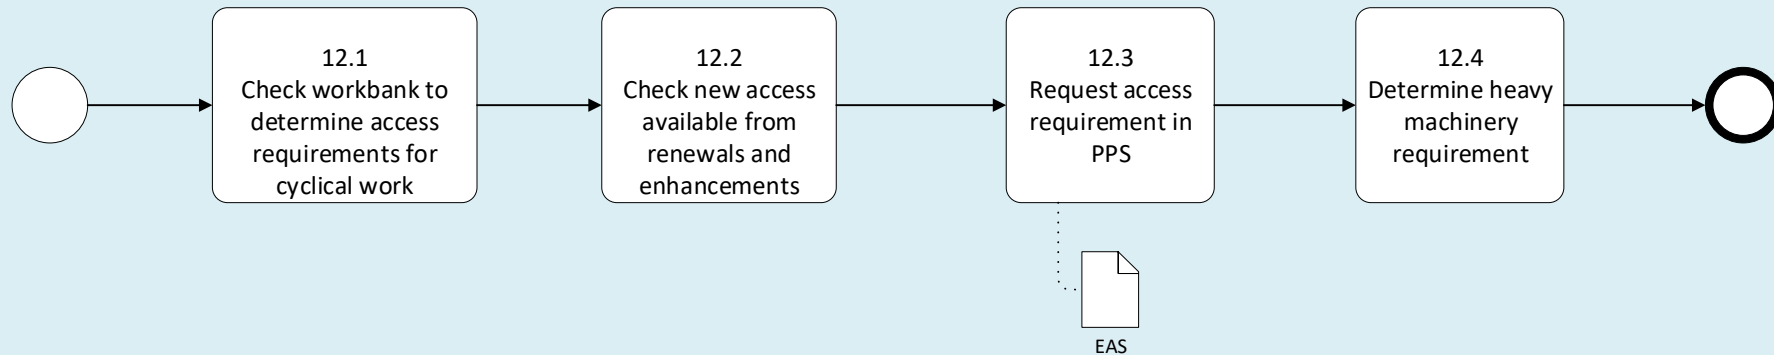 12.1
Check workbank to
determine access
requirements for
cyclical work
12.2
Check new access
available from
renewals and
enhancements
12.3
Request access
requirement in
PPS
12.4
Determine heavy
machinery
requirement
EAS